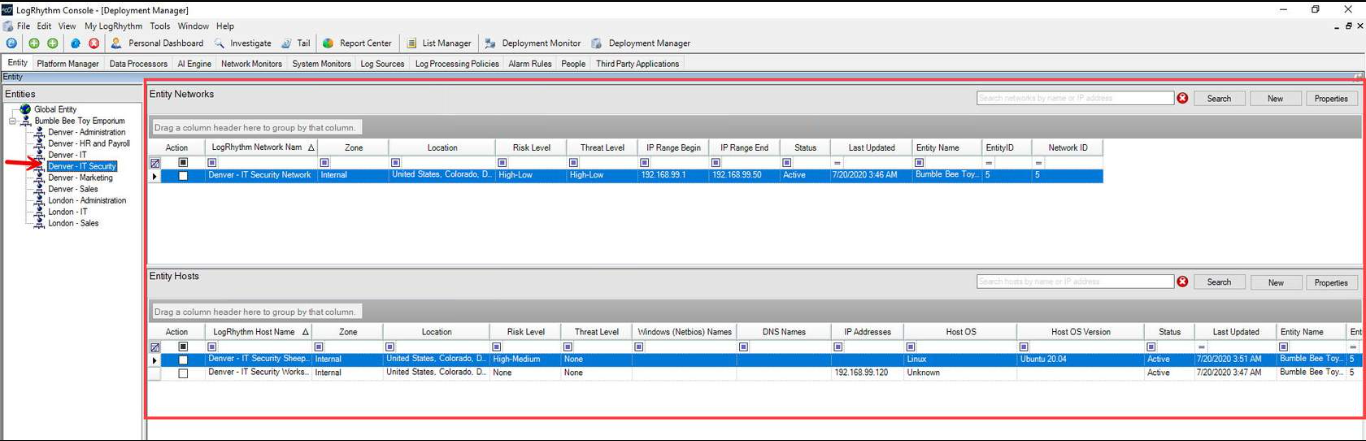 LogRhythm Console - [Deployment Manager]
File Edit View My LogRhythm Tools Window Help
Personal Dashboard Investigate Tail Report Center List Manager Deployment Monitor Deployment Manager
Entity Platform Manager Data Processors AI Engine Network Monitors System Monitors Log Sources Log Processing Policies Alarm Rules People Third Party Applications
Entity
Entities
Global Entity
Bumble Bee Toy Emporium
Denver - Administration
Denver - HR and Payroll
Denver - IT
Denver - IT Security
Denver - Marketing
Denver - Sales
London - Administration
London - IT
London - Sales
Entity Networks
Search networks by name or IP address Search New Properties
Drag a column header here to group by that column.
Action LogRhythm Network Nam Zone Location Risk Level Threat Level IP Range Begin IP Range End Status Last Updated Entity Name EntityID Network ID
= = =
Denver - IT Security Network Internal United States, Colorado, D.. High-Low High-Low 192.168.99.1 192.168.99.50 Active 7/20/2020 3:46 AM Bumble Bee Toy... 5 5
Entity Hosts
Search hosts by name or IP address Search New Properties
Drag a column header here to group by that column.
Action LogRhythm Host Name Zone Location Risk Level Threat Level Windows (Netbios) Names DNS Names IP Addresses Host OS Host OS Version Status Last Updated Entity Name Ent
= =
Denver - IT Security Sheep.. Internal United States, Colorado, D.. High-Medium None Linux Ubuntu 20.04 Active 7/20/2020 3:51 AM Bumble Bee Toy... 5
Denver - IT Security Works.. Internal United States, Colorado, D.. None None 192.168.99.120 Unknown Active 7/20/2020 3:47 AM Bumble Bee Toy... 5